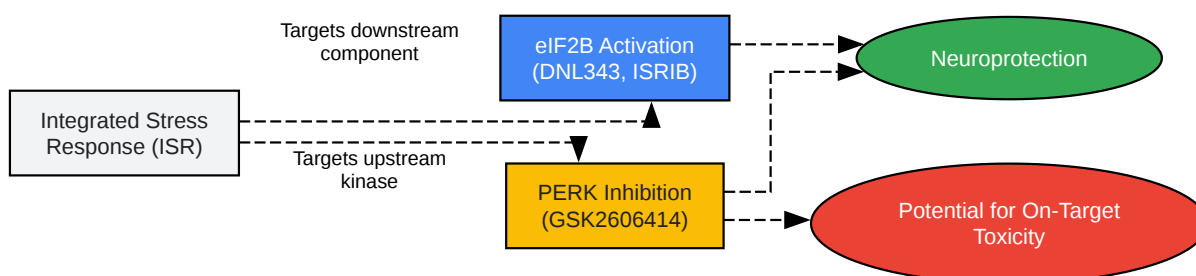 Targets downstream
component
eIF2B Activation
(DNL343, ISRIB)
Neuroprotection
Integrated Stress
Response (ISR)
Targets upstream
kinase
PERK Inhibition
(GSK2606414)
Potential for On-Target
Toxicity